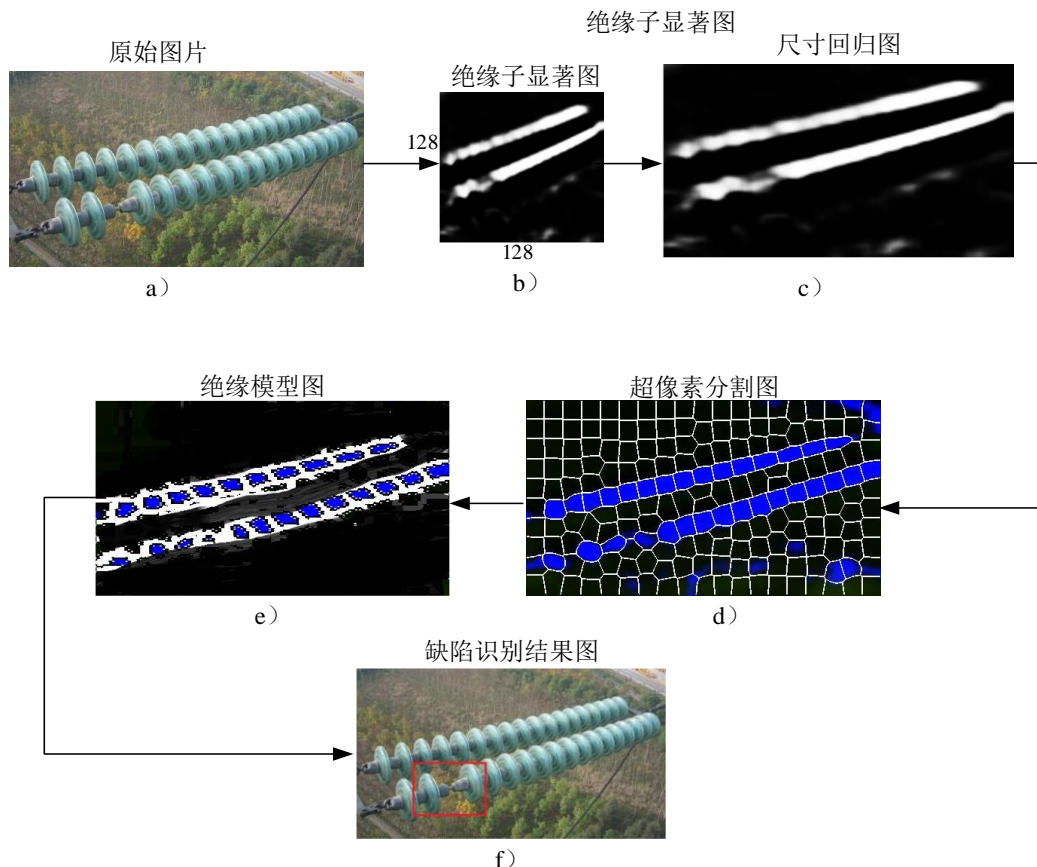 绝缘子显著图
原始图片
绝缘子显著图
尺寸回归图
128
128
a）
b）
c）
绝缘模型图
超像素分割图
e）
d）
缺陷识别结果图
f）